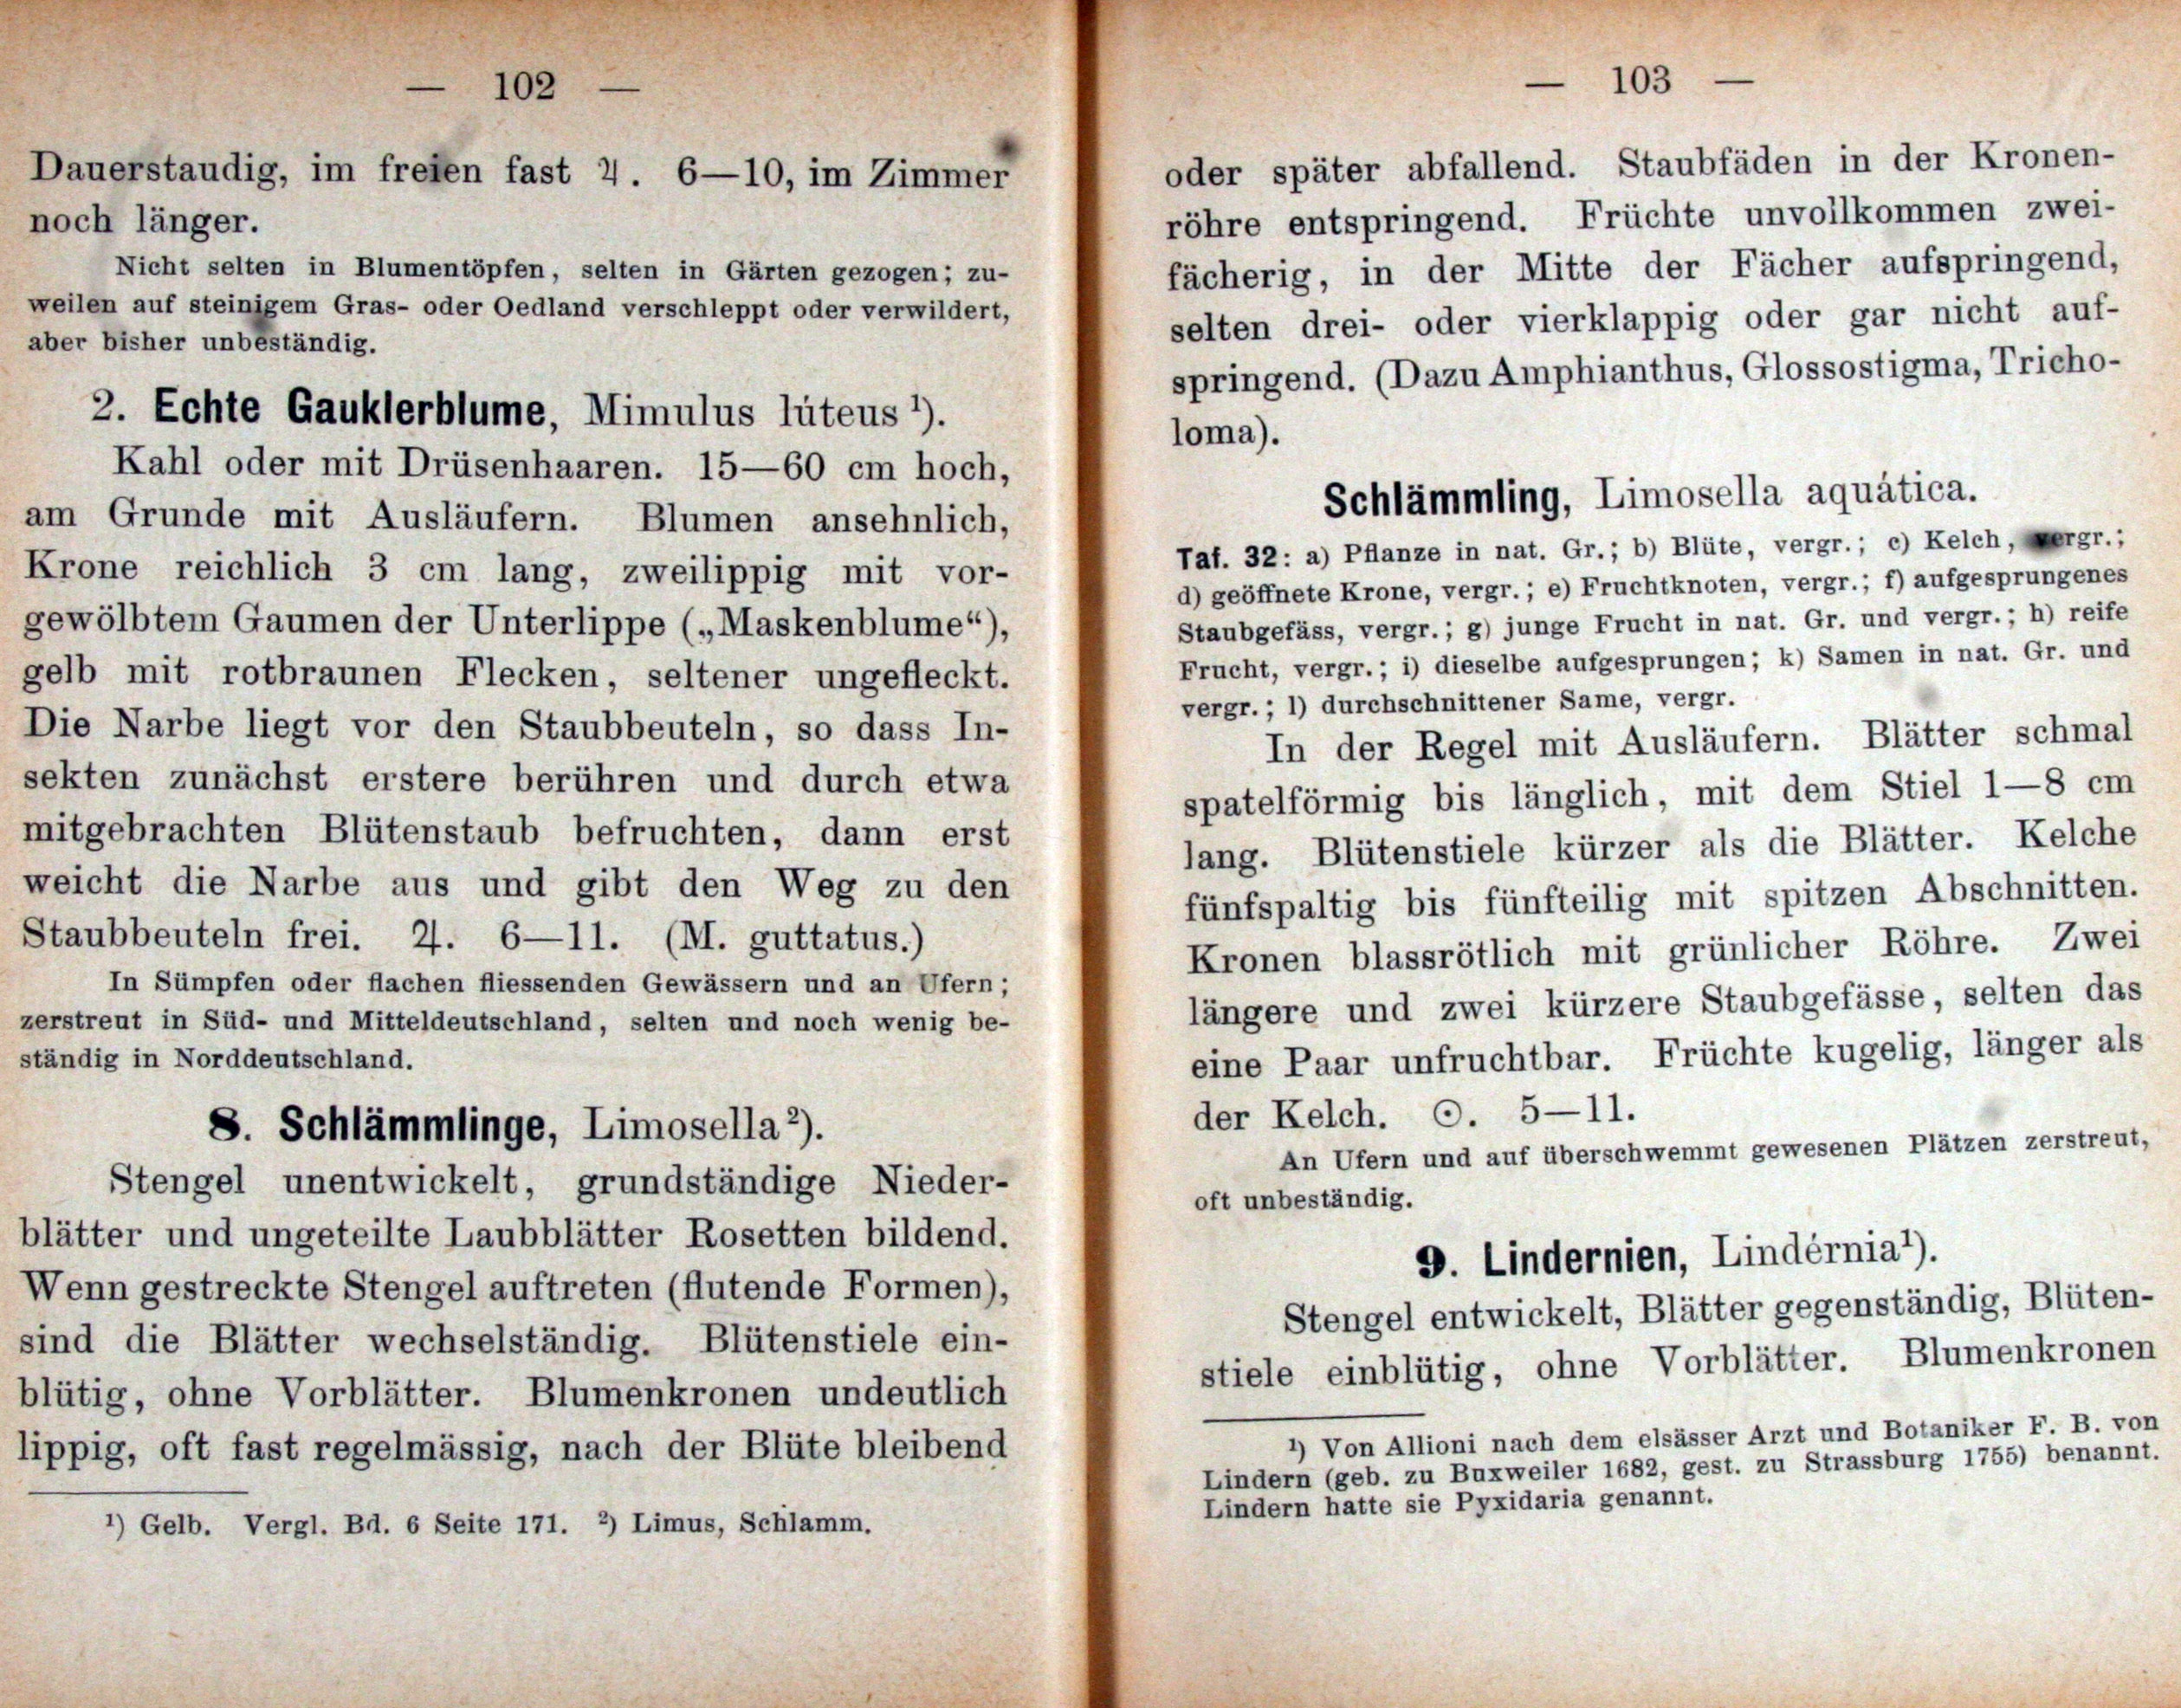 — 102 —
Dauerstaudig, im freien fast ♃. 6—10, im Zimmer
noch länger.
Nicht selten in Blumentöpfen, selten in Gärten gezogen; zu-
weilen auf steinigem Gras- oder Oedland verschleppt oder verwildert,
aber bisher unbeständig.
2. Echte Gauklerblume, Mimulus lúteus ¹).
Kahl oder mit Drüsenhaaren. 15—60 cm hoch,
am Grunde mit Ausläufern. Blumen ansehnlich,
Krone reichlich 3 cm lang, zweilippig mit vor-
gewölbtem Gaumen der Unterlippe („Maskenblume“),
gelb mit rotbraunen Flecken, seltener ungefleckt.
Die Narbe liegt vor den Staubbeuteln, so dass In-
sekten zunächst erstere berühren und durch etwa
mitgebrachten Blütenstaub befruchten, dann erst
weicht die Narbe aus und gibt den Weg zu den
Staubbeuteln frei. ♃. 6—11. (M. guttatus.)
In Sümpfen oder flachen fliessenden Gewässern und an Ufern;
zerstreut in Süd- und Mitteldeutschland, selten und noch wenig be-
ständig in Norddeutschland.
8. Schlämmlinge, Limosella ²).
Stengel unentwickelt, grundständige Nieder-
blätter und ungeteilte Laubblätter Rosetten bildend.
Wenn gestreckte Stengel auftreten (flutende Formen),
sind die Blätter wechselständig. Blütenstiele ein-
blütig, ohne Vorblätter. Blumenkronen undeutlich
lippig, oft fast regelmässig, nach der Blüte bleibend
¹) Gelb. Vergl. Bd. 6 Seite 171. ²) Limus, Schlamm.
— 103 —
oder später abfallend. Staubfäden in der Kronen-
röhre entspringend. Früchte unvollkommen zwei-
fächerig, in der Mitte der Fächer aufspringend,
selten drei- oder vierklappig oder gar nicht auf-
springend. (Dazu Amphianthus, Glossostigma, Tricho-
loma).
Schlämmling, Limosella aquática.
Taf. 32: a) Pflanze in nat. Gr.; b) Blüte, vergr.; c) Kelch, vergr.;
d) geöffnete Krone, vergr.; e) Fruchtknoten, vergr.; f) aufgesprungenes
Staubgefäss, vergr.; g) junge Frucht in nat. Gr. und vergr.; h) reife
Frucht, vergr.; i) dieselbe aufgesprungen; k) Samen in nat. Gr. und
vergr.; l) durchschnittener Same, vergr.
In der Regel mit Ausläufern. Blätter schmal
spatelförmig bis länglich, mit dem Stiel 1—8 cm
lang. Blütenstiele kürzer als die Blätter. Kelche
fünfspaltig bis fünfteilig mit spitzen Abschnitten.
Kronen blassrötlich mit grünlicher Röhre. Zwei
längere und zwei kürzere Staubgefässe, selten das
eine Paar unfruchtbar. Früchte kugelig, länger als
der Kelch. ⊙. 5—11.
An Ufern und auf überschwemmt gewesenen Plätzen zerstreut,
oft unbeständig.
9. Lindernien, Lindérnia¹).
Stengel entwickelt, Blätter gegenständig, Blüten-
stiele einblütig, ohne Vorblätter. Blumenkronen
¹) Von Allioni nach dem elsässer Arzt und Botaniker F. B. von
Lindern (geb. zu Buxweiler 1682, gest. zu Strassburg 1755) benannt.
Lindern hatte sie Pyxidaria genannt.